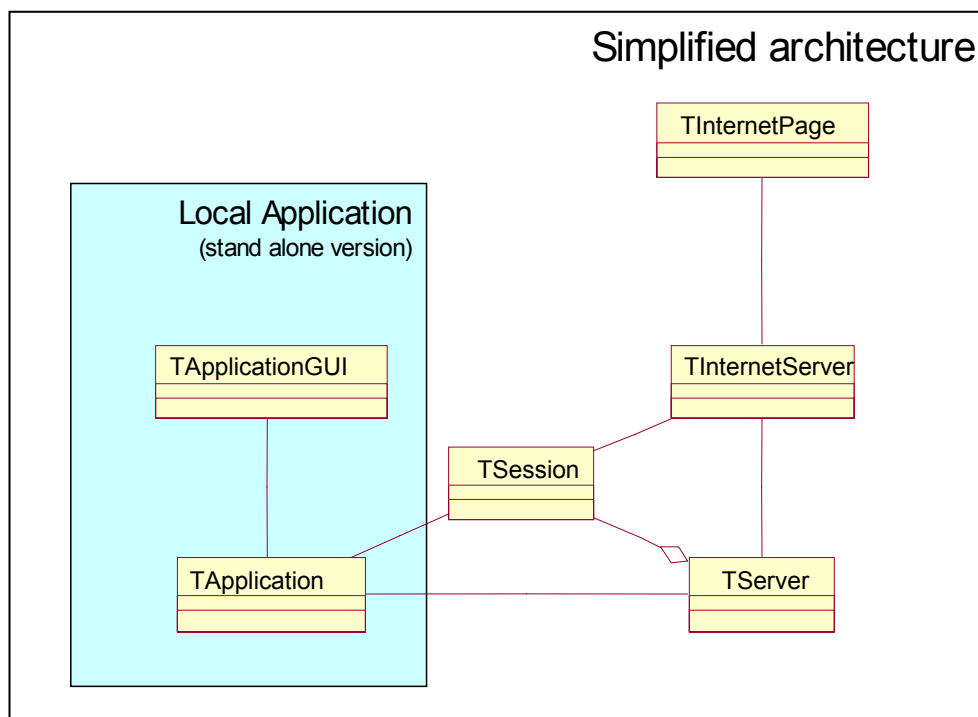 Simplified architecture
TInternetPage
Local Application
(stand alone version)
TApplicationGUI
TInternetServer
TSession
TApplication
TServer